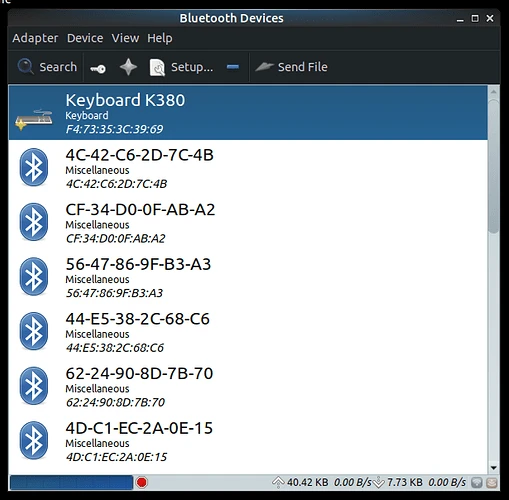 Bluetooth Devices
Adapter Device View Help
Search Setup... Send File
Keyboard K380
Keyboard
F4:73:35:3C:39:69
4C-42-C6-2D-7C-4B
Miscellaneous
4C:42:C6:2D:7C:4B
CF-34-D0-0F-AB-A2
Miscellaneous
CF:34:D0:0F:AB:A2
56-47-86-9F-B3-A3
Miscellaneous
56:47:86:9F:B3:A3
44-E5-38-2C-68-C6
Miscellaneous
44:E5:38:2C:68:C6
62-24-90-8D-7B-70
Miscellaneous
62:24:90:8D:7B:70
4D-C1-EC-2A-0E-15
Miscellaneous
4D:C1:EC:2A:0E:15
40.42 KB 0.00 B/s 7.73 KB 0.00 B/s